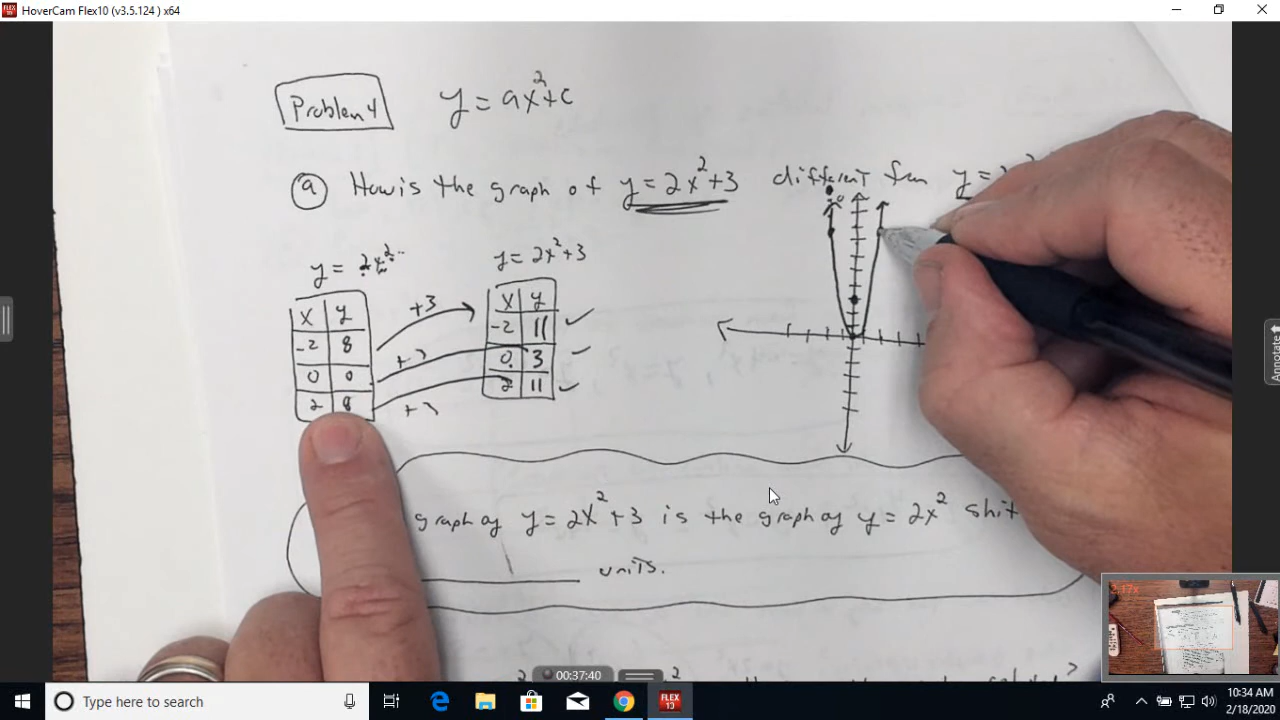 HoverCam Flex10 (v3.5.124 ) x64
Problem 4 y = ax²+c
ⓐ How is the graph of y = 2x²+3 different from y = 2
y = 2x² y = 2x²+3
x y +3 x y
-2 8 -2 11
0 0 0 3
2 8 2 11
graph of y = 2x²+3 is the graph of y = 2x²
units.
00:37:40
Type here to search
FLEX 10
10:34 AM
2/18/2020